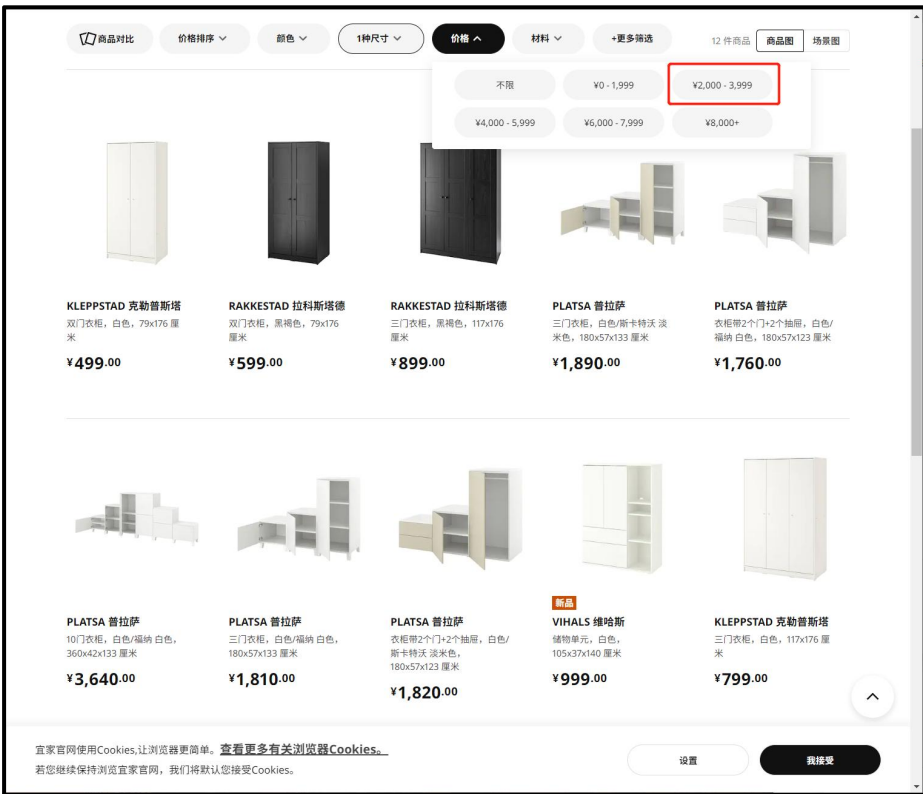 商品对比
价格排序
颜色
1种尺寸
价格
材料
+更多筛选
12 件商品
商品图
场景图
不限
¥0 - 1,999
¥2,000 - 3,999
¥4,000 - 5,999
¥6,000 - 7,999
¥8,000+
KLEPPSTAD 克勒普斯塔
双门衣柜，白色，79x176 厘
米
¥499.00
RAKKESTAD 拉科斯塔德
双门衣柜，黑褐色，79x176
厘米
¥599.00
RAKKESTAD 拉科斯塔德
三门衣柜，黑褐色，117x176
厘米
¥899.00
PLATSA 普拉萨
三门衣柜，白色/斯卡特沃 淡
米色，180x57x133 厘米
¥1,890.00
PLATSA 普拉萨
衣柜带2个门+2个抽屉，白色/
福纳 白色，180x57x123 厘米
¥1,760.00
PLATSA 普拉萨
10门衣柜，白色/福纳 白色，
360x42x133 厘米
¥3,640.00
PLATSA 普拉萨
三门衣柜，白色/福纳 白色，
180x57x133 厘米
¥1,810.00
PLATSA 普拉萨
衣柜带2个门+2个抽屉，白色/
斯卡特沃 淡米色，
180x57x123 厘米
¥1,820.00
新品
VIHALS 维哈斯
储物单元，白色，
105x37x140 厘米
¥999.00
KLEPPSTAD 克勒普斯塔
三门衣柜，白色，117x176 厘
米
¥799.00
宜家官网使用Cookies,让浏览器更简单。查看更多有关浏览器Cookies。
若您继续保持浏览宜家官网，我们将默认您接受Cookies。
设置
我接受